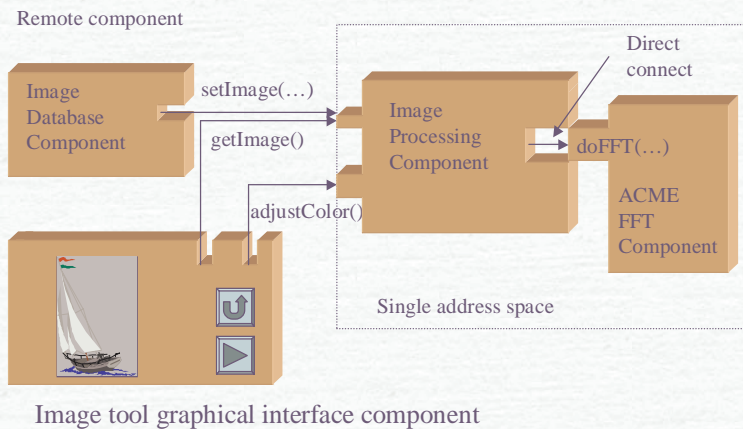 Remote component
Image
Database
Component
setImage(…)
getImage()
adjustColor()
Image
Processing
Component
Direct
connect
doFFT(…)
ACME
FFT
Component
Single address space
Image tool graphical interface component